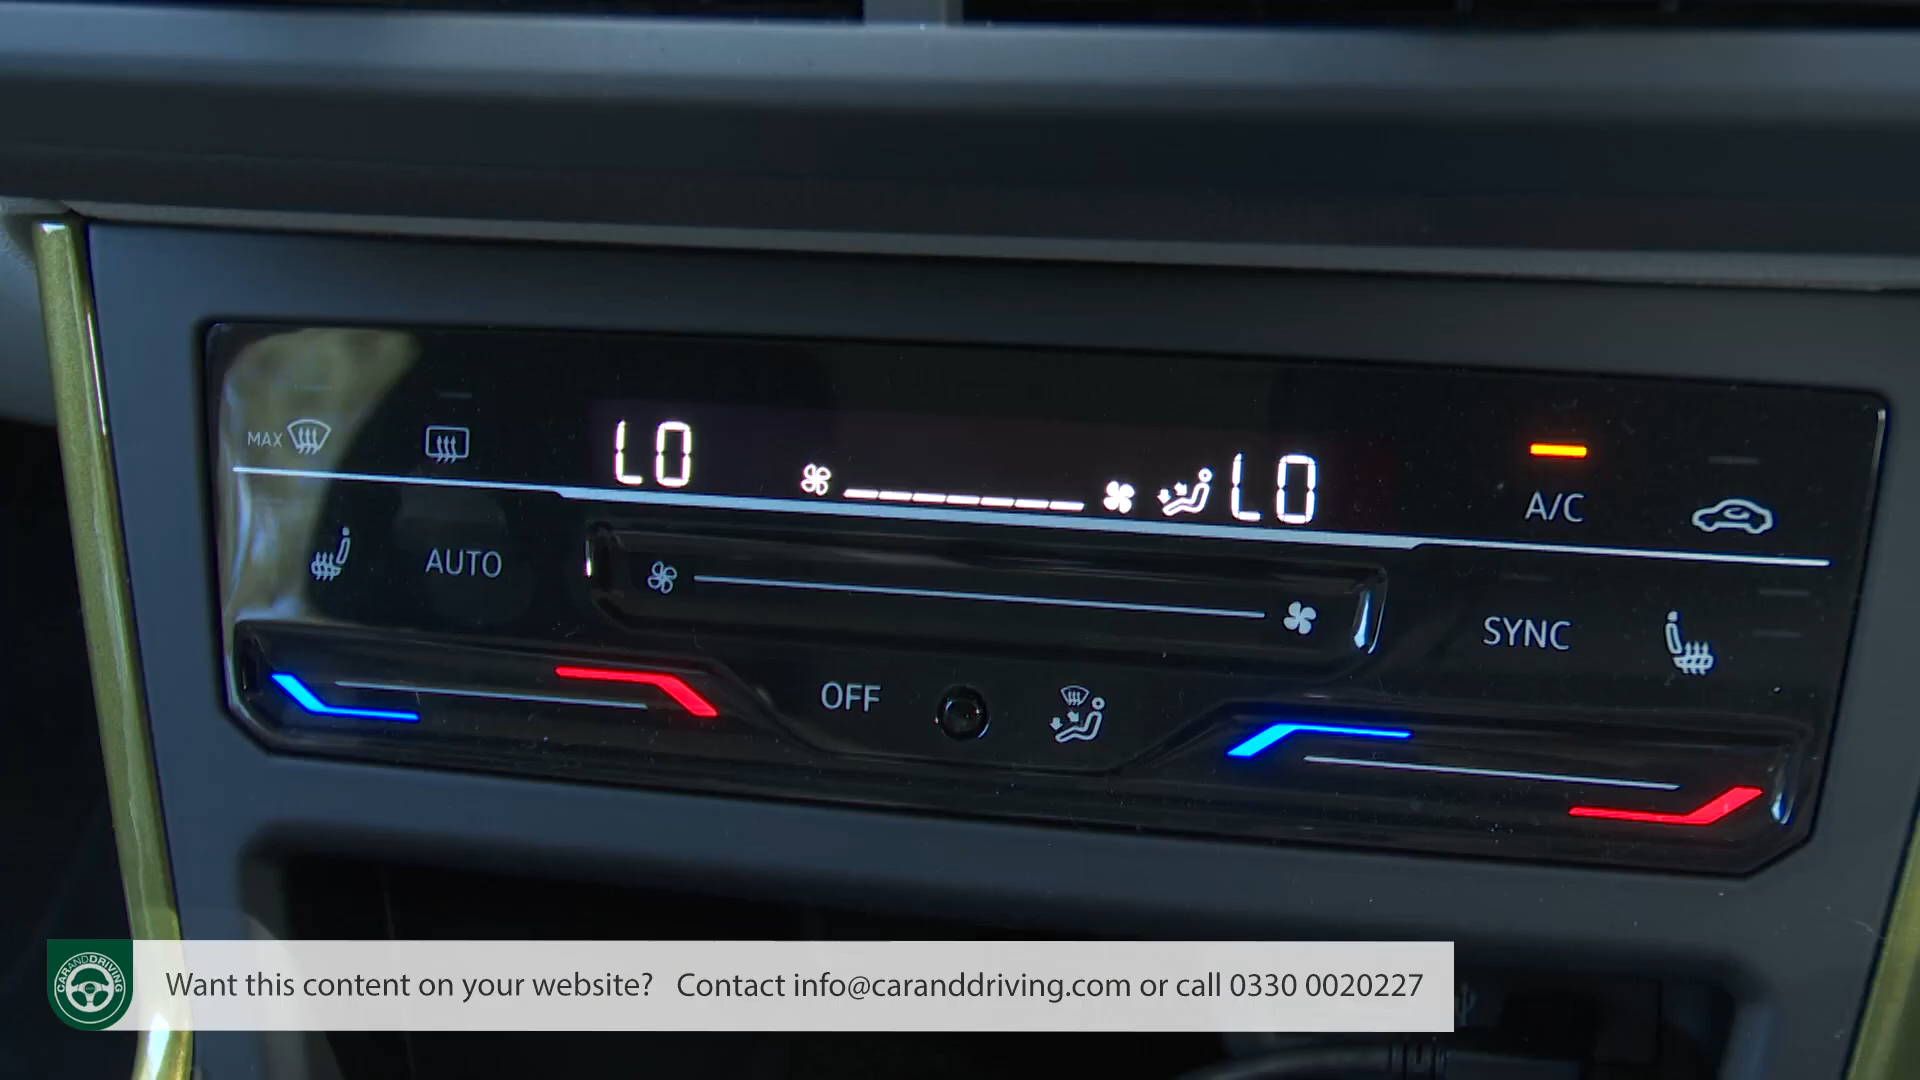 MAX
LO
LO
A/C
AUTO
SYNC
OFF
CARANDDRIVING
Want this content on your website? Contact info@caranddriving.com or call 0330 0020227